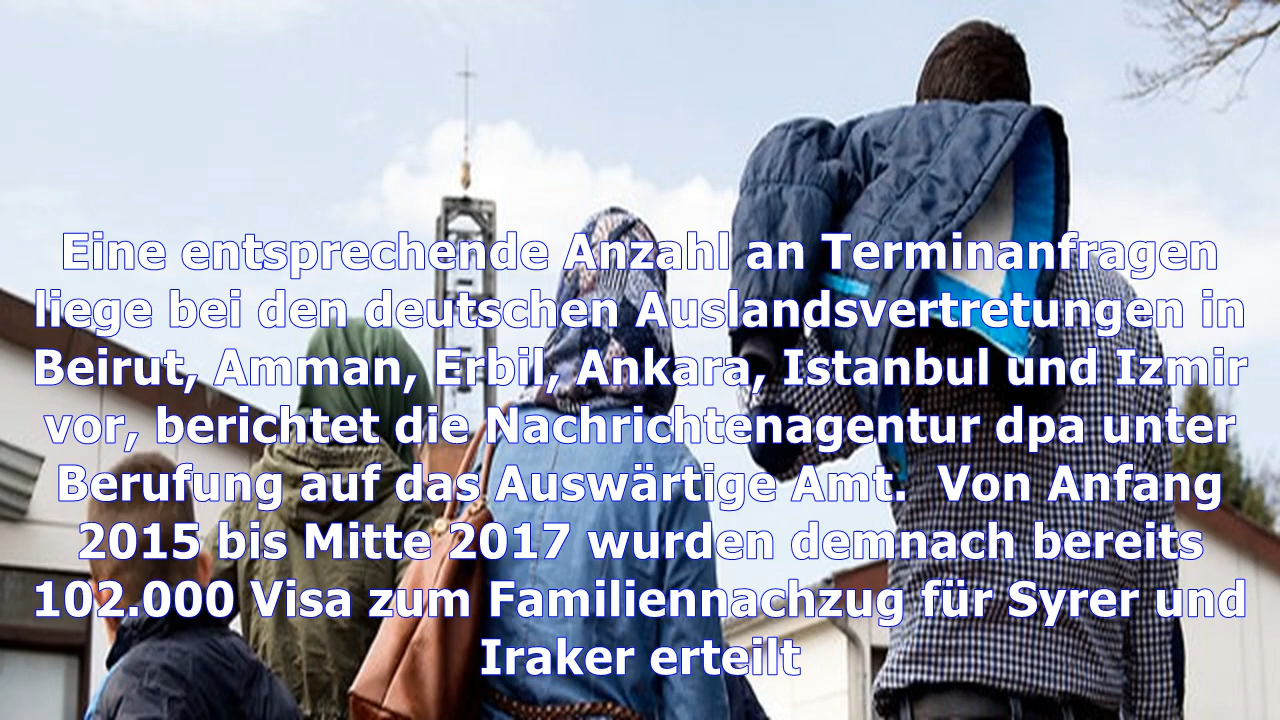 Eine entsprechende Anzahl an Terminanfragen
liege bei den deutschen Auslandsvertretungen in
Beirut, Amman, Erbil, Ankara, Istanbul und Izmir
vor, berichtet die Nachrichtenagentur dpa unter
Berufung auf das Auswärtige Amt.  Von Anfang
2015 bis Mitte 2017 wurden demnach bereits
102.000 Visa zum Familiennachzug für Syrer und
Iraker erteilt